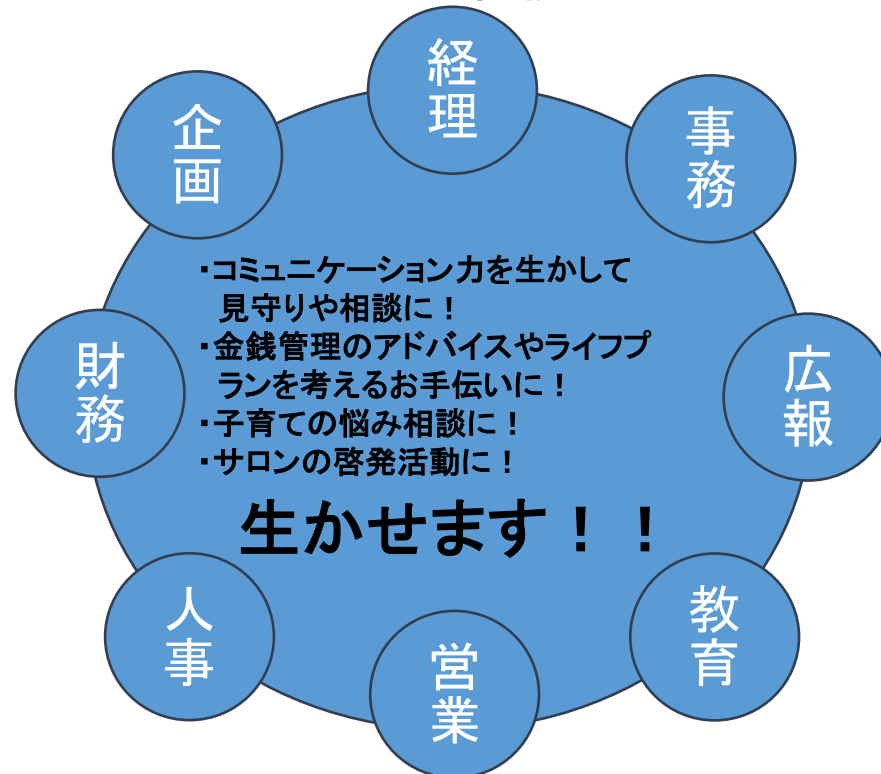 経理
企画
事務
・コミュニケーション力を生かして
見守りや相談に！
・金銭管理のアドバイスやライフプ
ランを考えるお手伝いに！
・子育ての悩み相談に！
・サロンの啓発活動に！
生かせます！！
財務
広報
人事
教育
営業